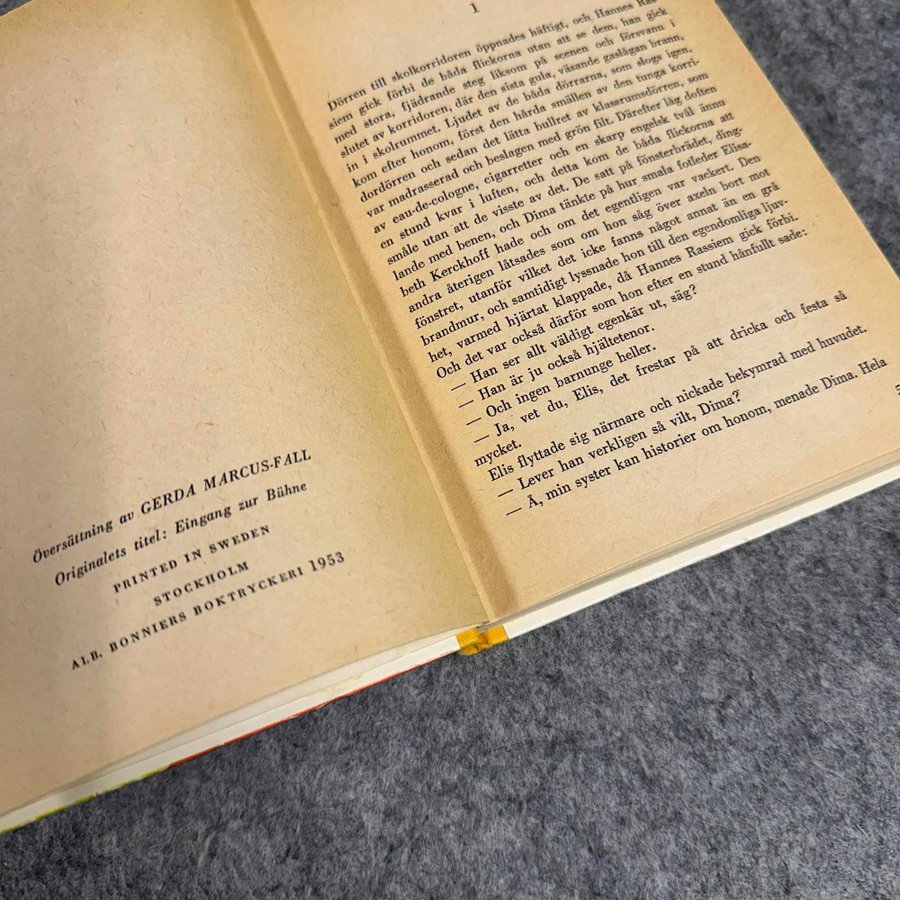 Översättning av GERDA MARCUS-FALL
Originalets titel: Eingang zur Bühne
PRINTED IN SWEDEN
STOCKHOLM
ALB. BONNIERS BOKTRYCKERI 1953
1
Dörren till skolkorridoren öppnades häftigt, och Hannes Ras-
siem gick förbi de båda flickorna utan att se dem, han gick
med stora, fjädrande steg liksom på scenen och försvann i
slutet av korridoren, där den sista gula, väsande gaslågan brann,
in i skolrummet. Ljudet av de båda dörrarna, som slogs igen,
kom efter honom, först den hårda smällen av den tunga korri-
dordörren och sedan det lätta bullret av klassrumsdörren, som
var madrasserad och beslagen med grön filt. Därefter låg doften
av eau-de-cologne, cigarretter och en skarp engelsk tvål ännu
en stund kvar i luften, och detta kom de båda flickorna att
småle utan att de visste av det. De satt på fönsterbrädet, ding-
lande med benen, och Dima tänkte på hur smala fotleder Elisa-
beth Kerckhoff hade och om det egentligen var vackert. Den
andra återigen låtsades som om hon såg över axeln bort mot
fönstret, utanför vilket det icke fanns något annat än en grå
brandmur, och samtidigt lyssnade hon till den egendomliga ljuv-
het, varmed hjärtat klappade, då Hannes Rassiem gick förbi.
Och det var också därför som hon efter en stund hånfullt sade:
— Han ser allt väldigt egenkär ut, säg?
— Han är ju också hjältetenor.
— Och ingen barnunge heller.
— Ja, vet du, Elis, det frestar på att dricka och festa så
mycket.
Elis flyttade sig närmare och nickade bekymrad med huvudet.
— Lever han verkligen så vilt, Dima?
— Å, min syster kan historier om honom, menade Dima. Hela